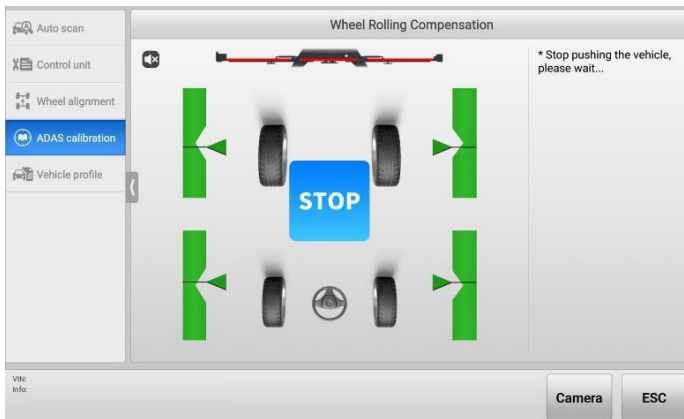 Auto scan
Control unit
Wheel alignment
ADAS calibration
Vehicle profile
Wheel Rolling Compensation
* Stop pushing the vehicle,
please wait...
STOP
VIN:
Info:
Camera
ESC